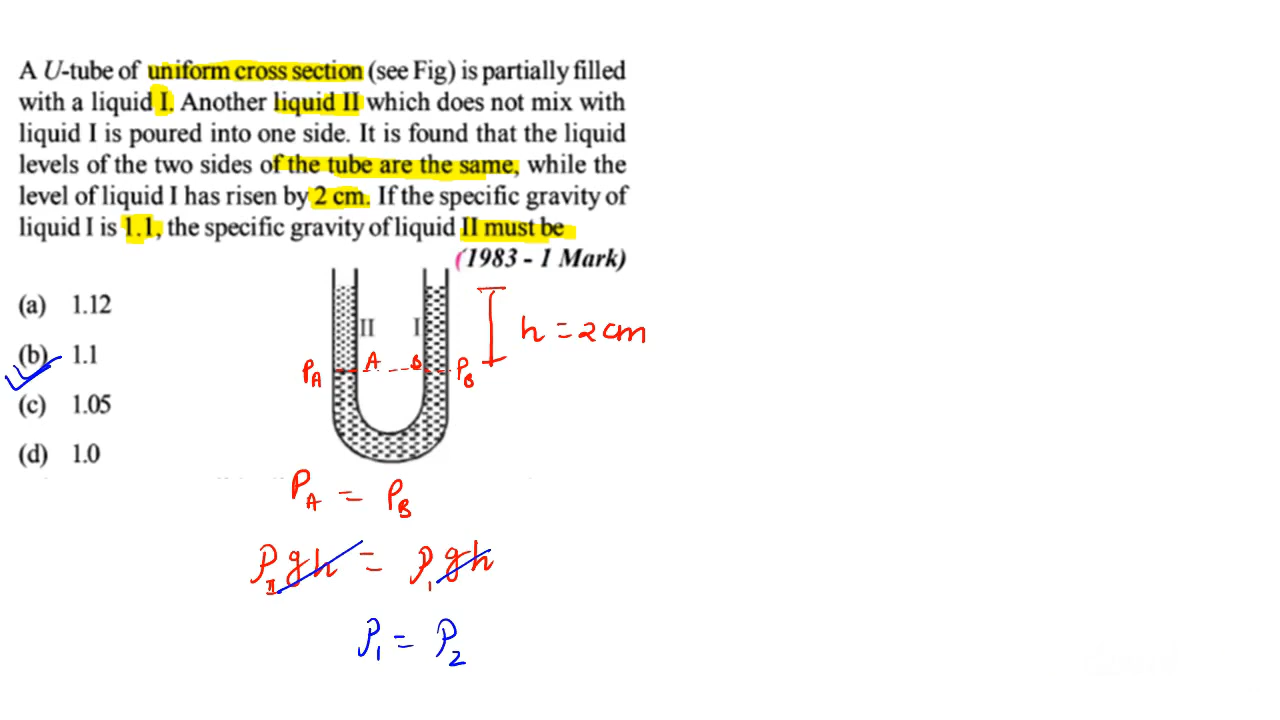 A U-tube of uniform cross section (see Fig) is partially filled
with a liquid I. Another liquid II which does not mix with
liquid I is poured into one side. It is found that the liquid
levels of the two sides of the tube are the same, while the
level of liquid I has risen by 2 cm. If the specific gravity of
liquid I is 1.1, the specific gravity of liquid II must be
(1983 - 1 Mark)
(a) 1.12
(b) 1.1
(c) 1.05
(d) 1.0
II I
h = 2 cm
P_A A B P_B
P_A = P_B
ρ_II gh = ρ_1 gh
ρ_1 = ρ_2